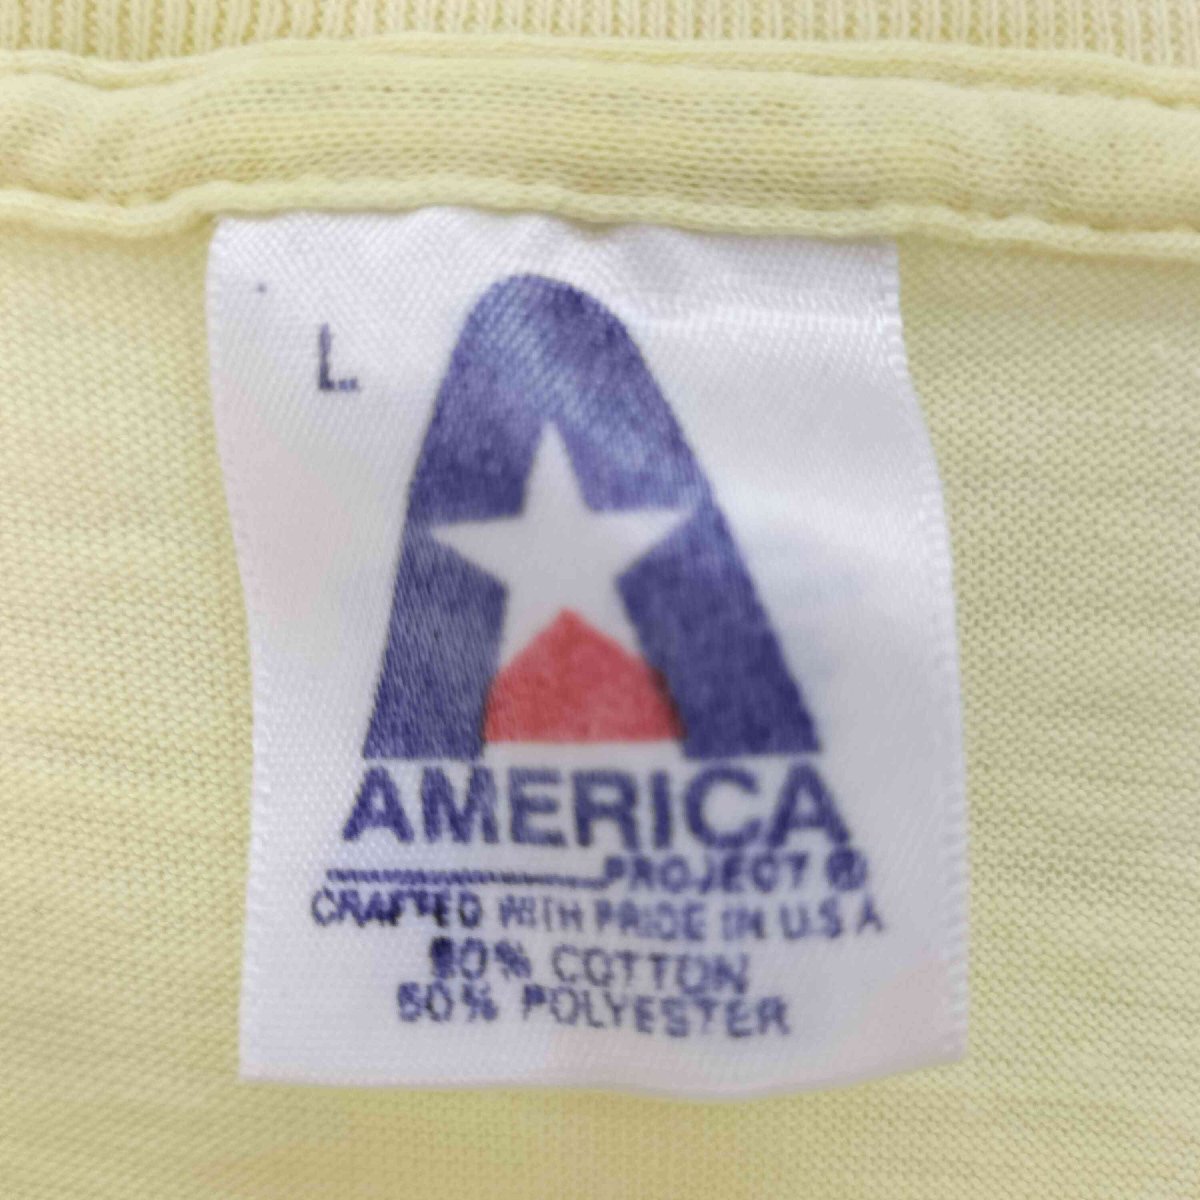 L
AMERICA
PROJECT ®
CRAFTED WITH PRIDE IN U.S.A
50% COTTON
50% POLYESTER